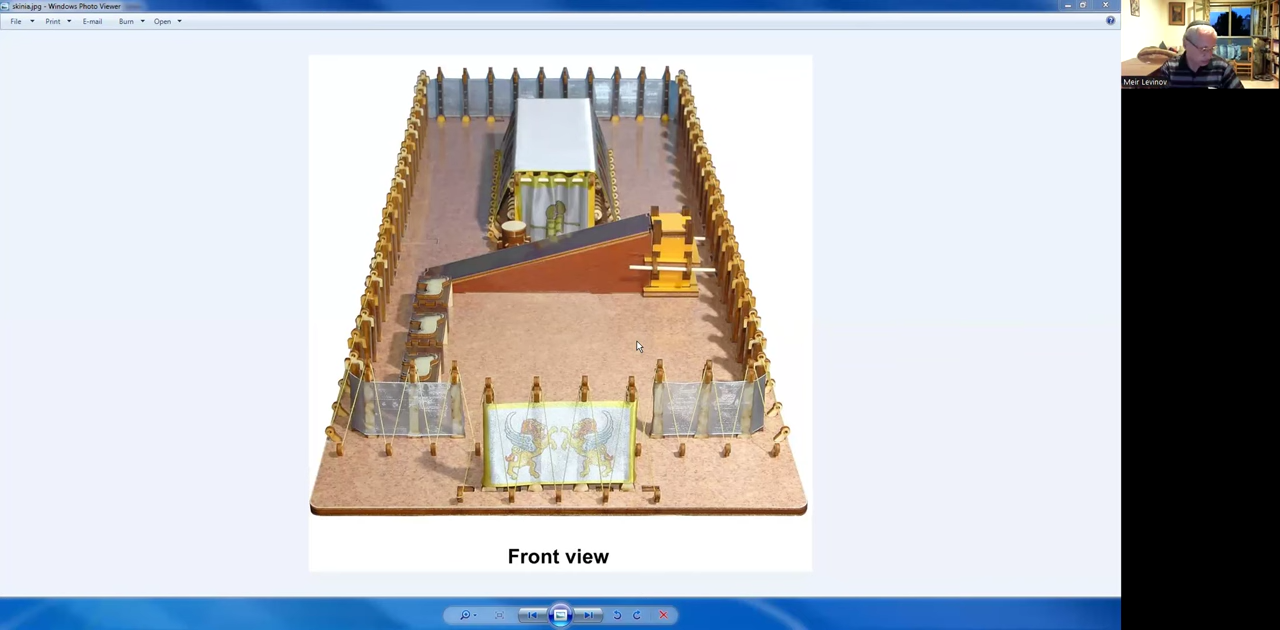 skinia.jpg - Windows Photo Viewer
File Print E-mail Burn Open
Meir Levinov
Front view